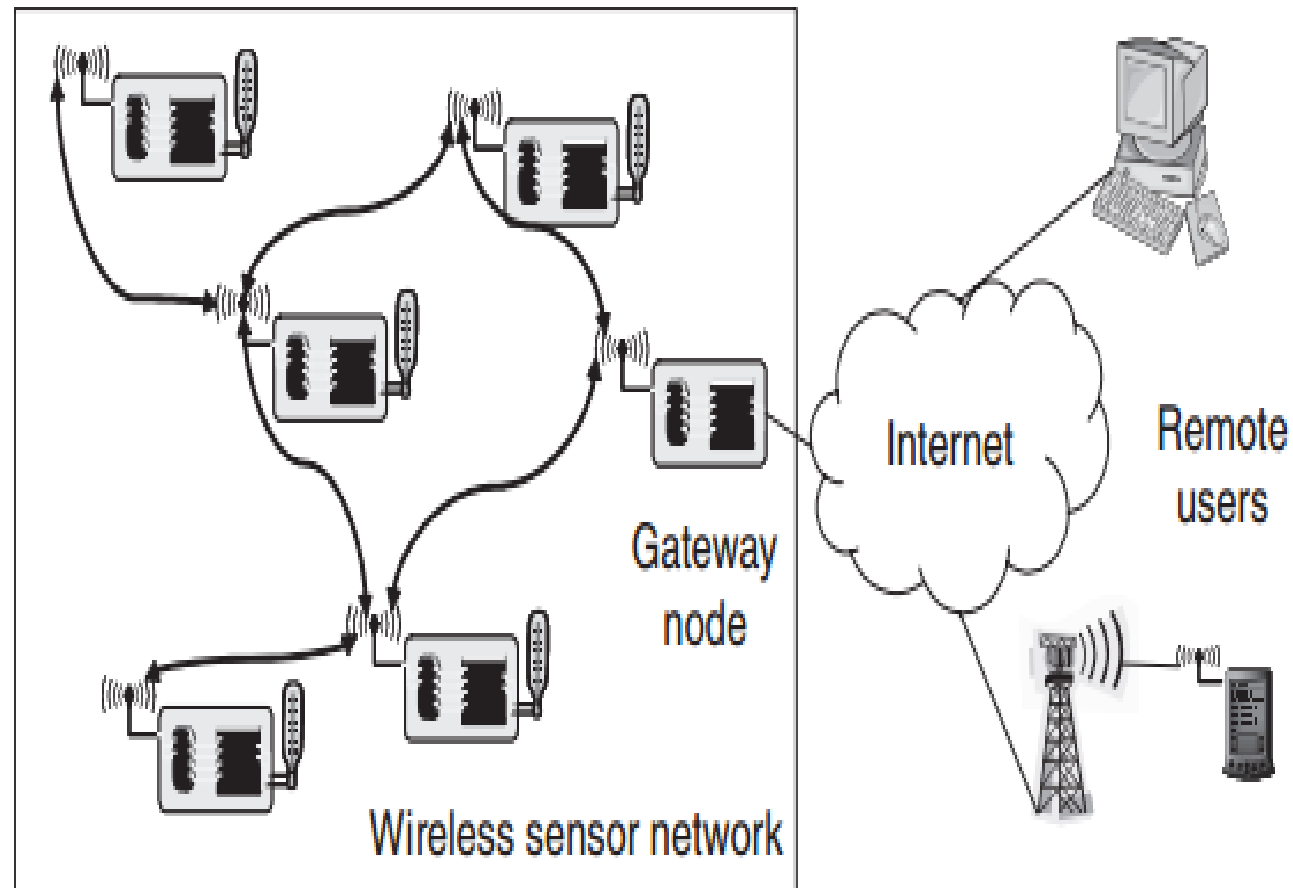 Internet
Remote
users
Gateway
node
Wireless sensor network